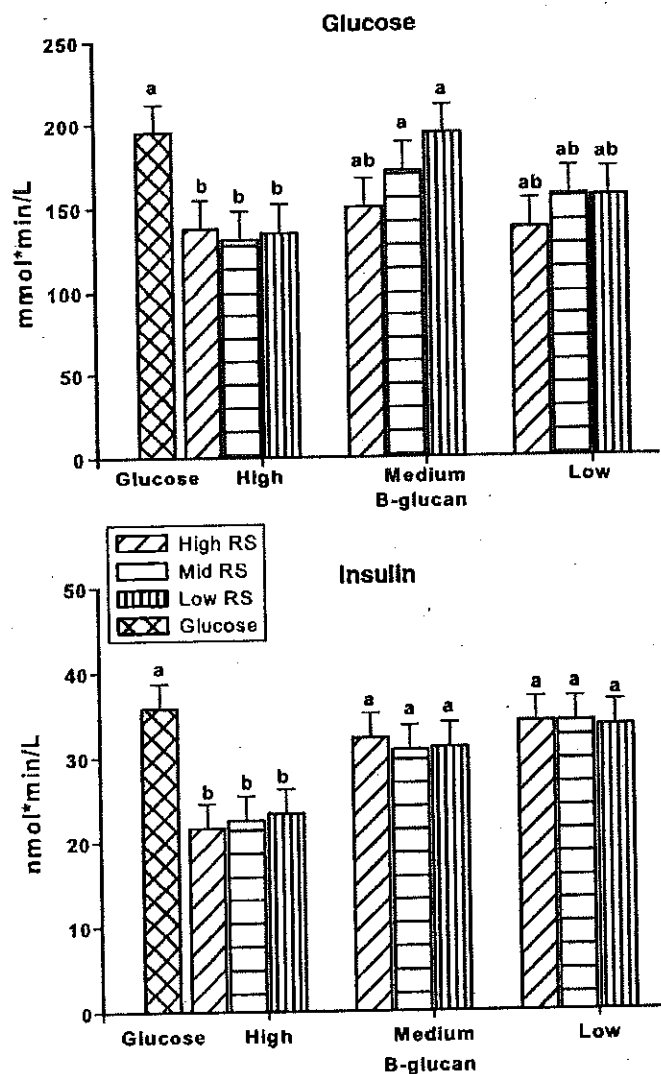 Glucose
250
200
150
100
50
0
mmol*min/L
a
b
b
b
ab
a
a
ab
ab
ab
Glucose
High
Medium
Low
B-glucan
High RS
Mid RS
Low RS
Glucose
Insulin
50
40
30
20
10
0
nmol*min/L
a
b
b
b
a
a
a
a
a
a
Glucose
High
Medium
Low
B-glucan